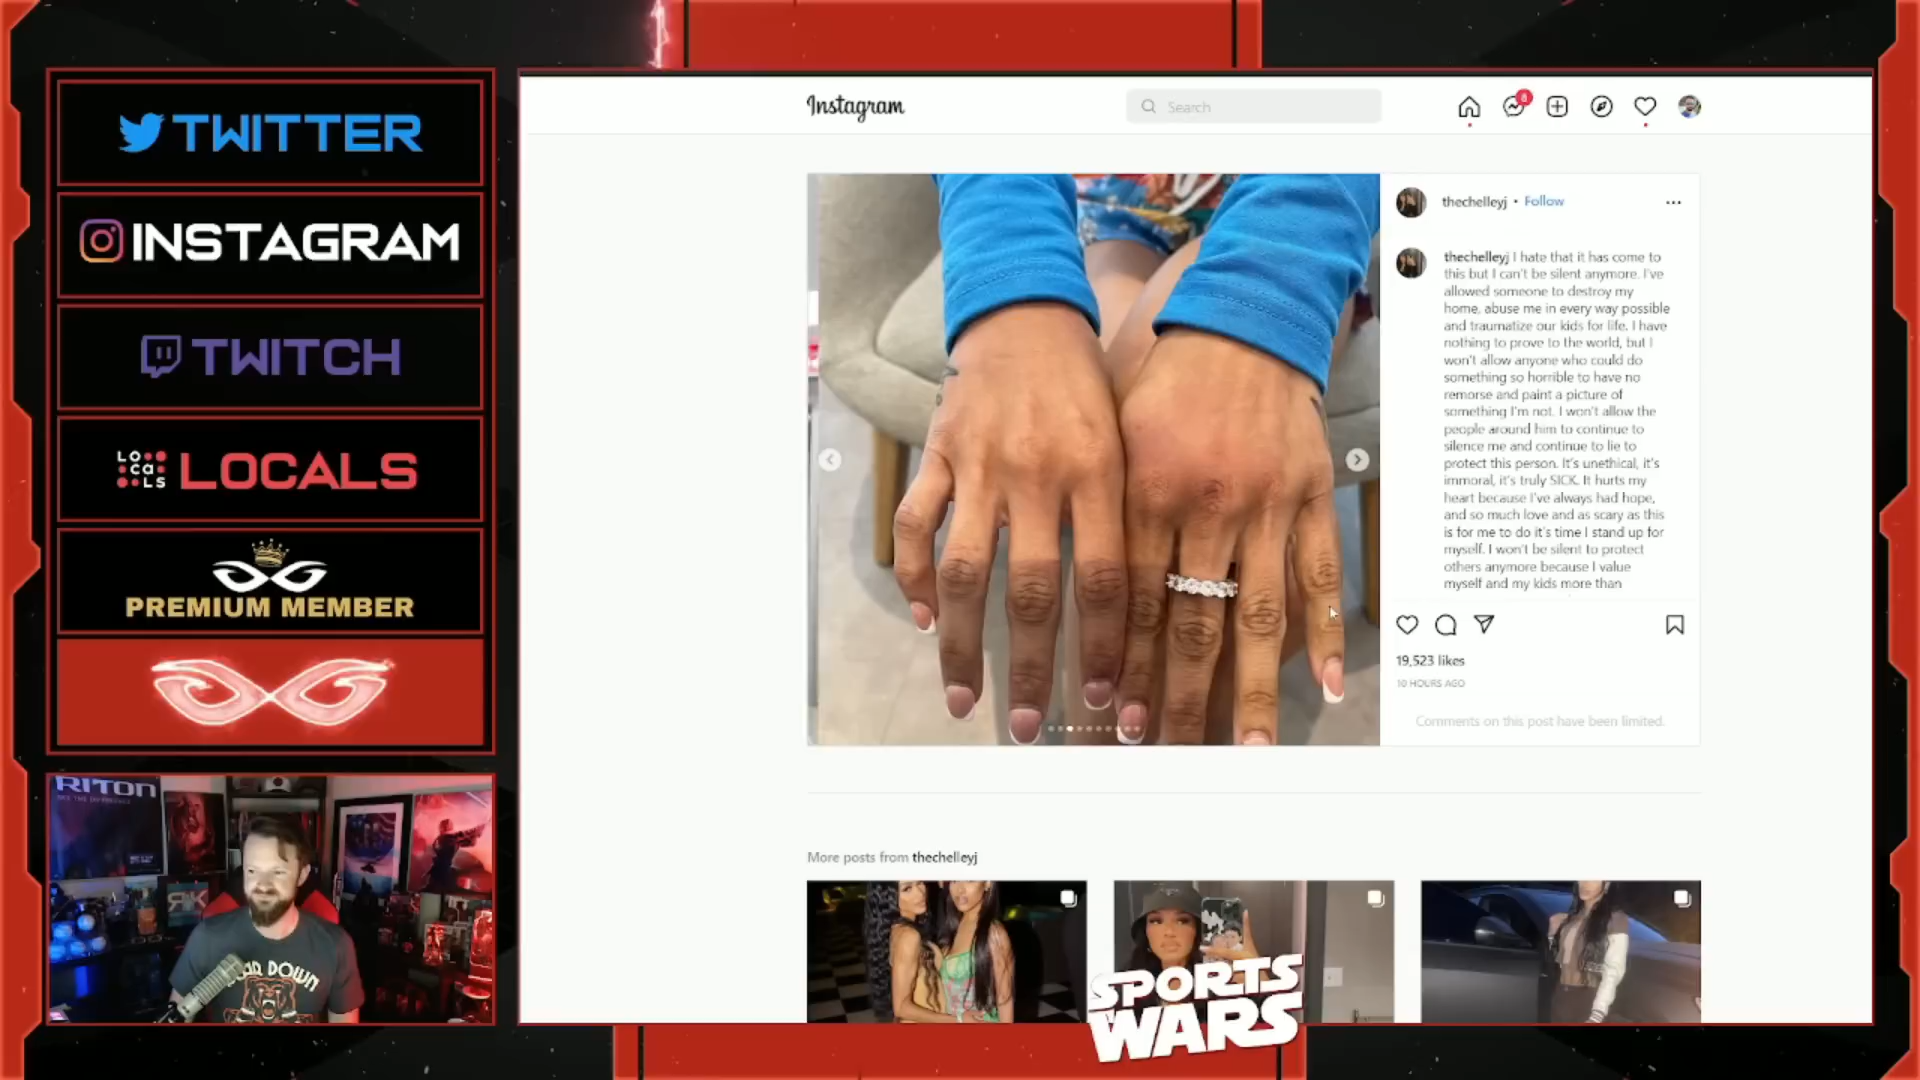 TWITTER
INSTAGRAM
TWITCH
LOCALS
LOCALS
PREMIUM MEMBER
RITON
Instagram
Search
8
thechelleyj • Follow
thechelleyj I hate that it has come to
this but I can't be silent anymore. I've
allowed someone to destroy my
home, abuse me in every way possible
and traumatize our kids for life. I have
nothing to prove to the world, but I
won't allow anyone who could do
something so horrible to have no
remorse and paint a picture of
something I'm not. I won't allow the
people around him to continue to
silence me and continue to lie to
protect this person. It's unethical, it's
immoral, it's truly SICK. It hurts my
heart because I've always had hope,
and so much love and as scary as this
is for me to do it's time I stand up for
myself. I won't be silent to protect
others anymore because I value
myself and my kids more than
19,523 likes
10 HOURS AGO
Comments on this post have been limited.
More posts from thechelleyj
SPORTS
WARS